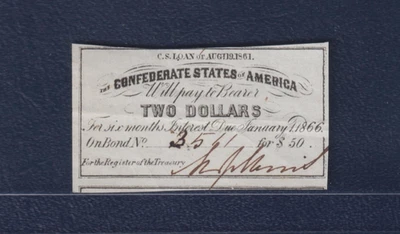 C.S. LOAN OF AUG. 19, 1861.
THE CONFEDERATE STATES OF AMERICA
Will pay to Bearer
TWO DOLLARS
For six months Interest Due January 1, 1866.
On Bond No. 3591 for $50.
For the Register of the Treasury